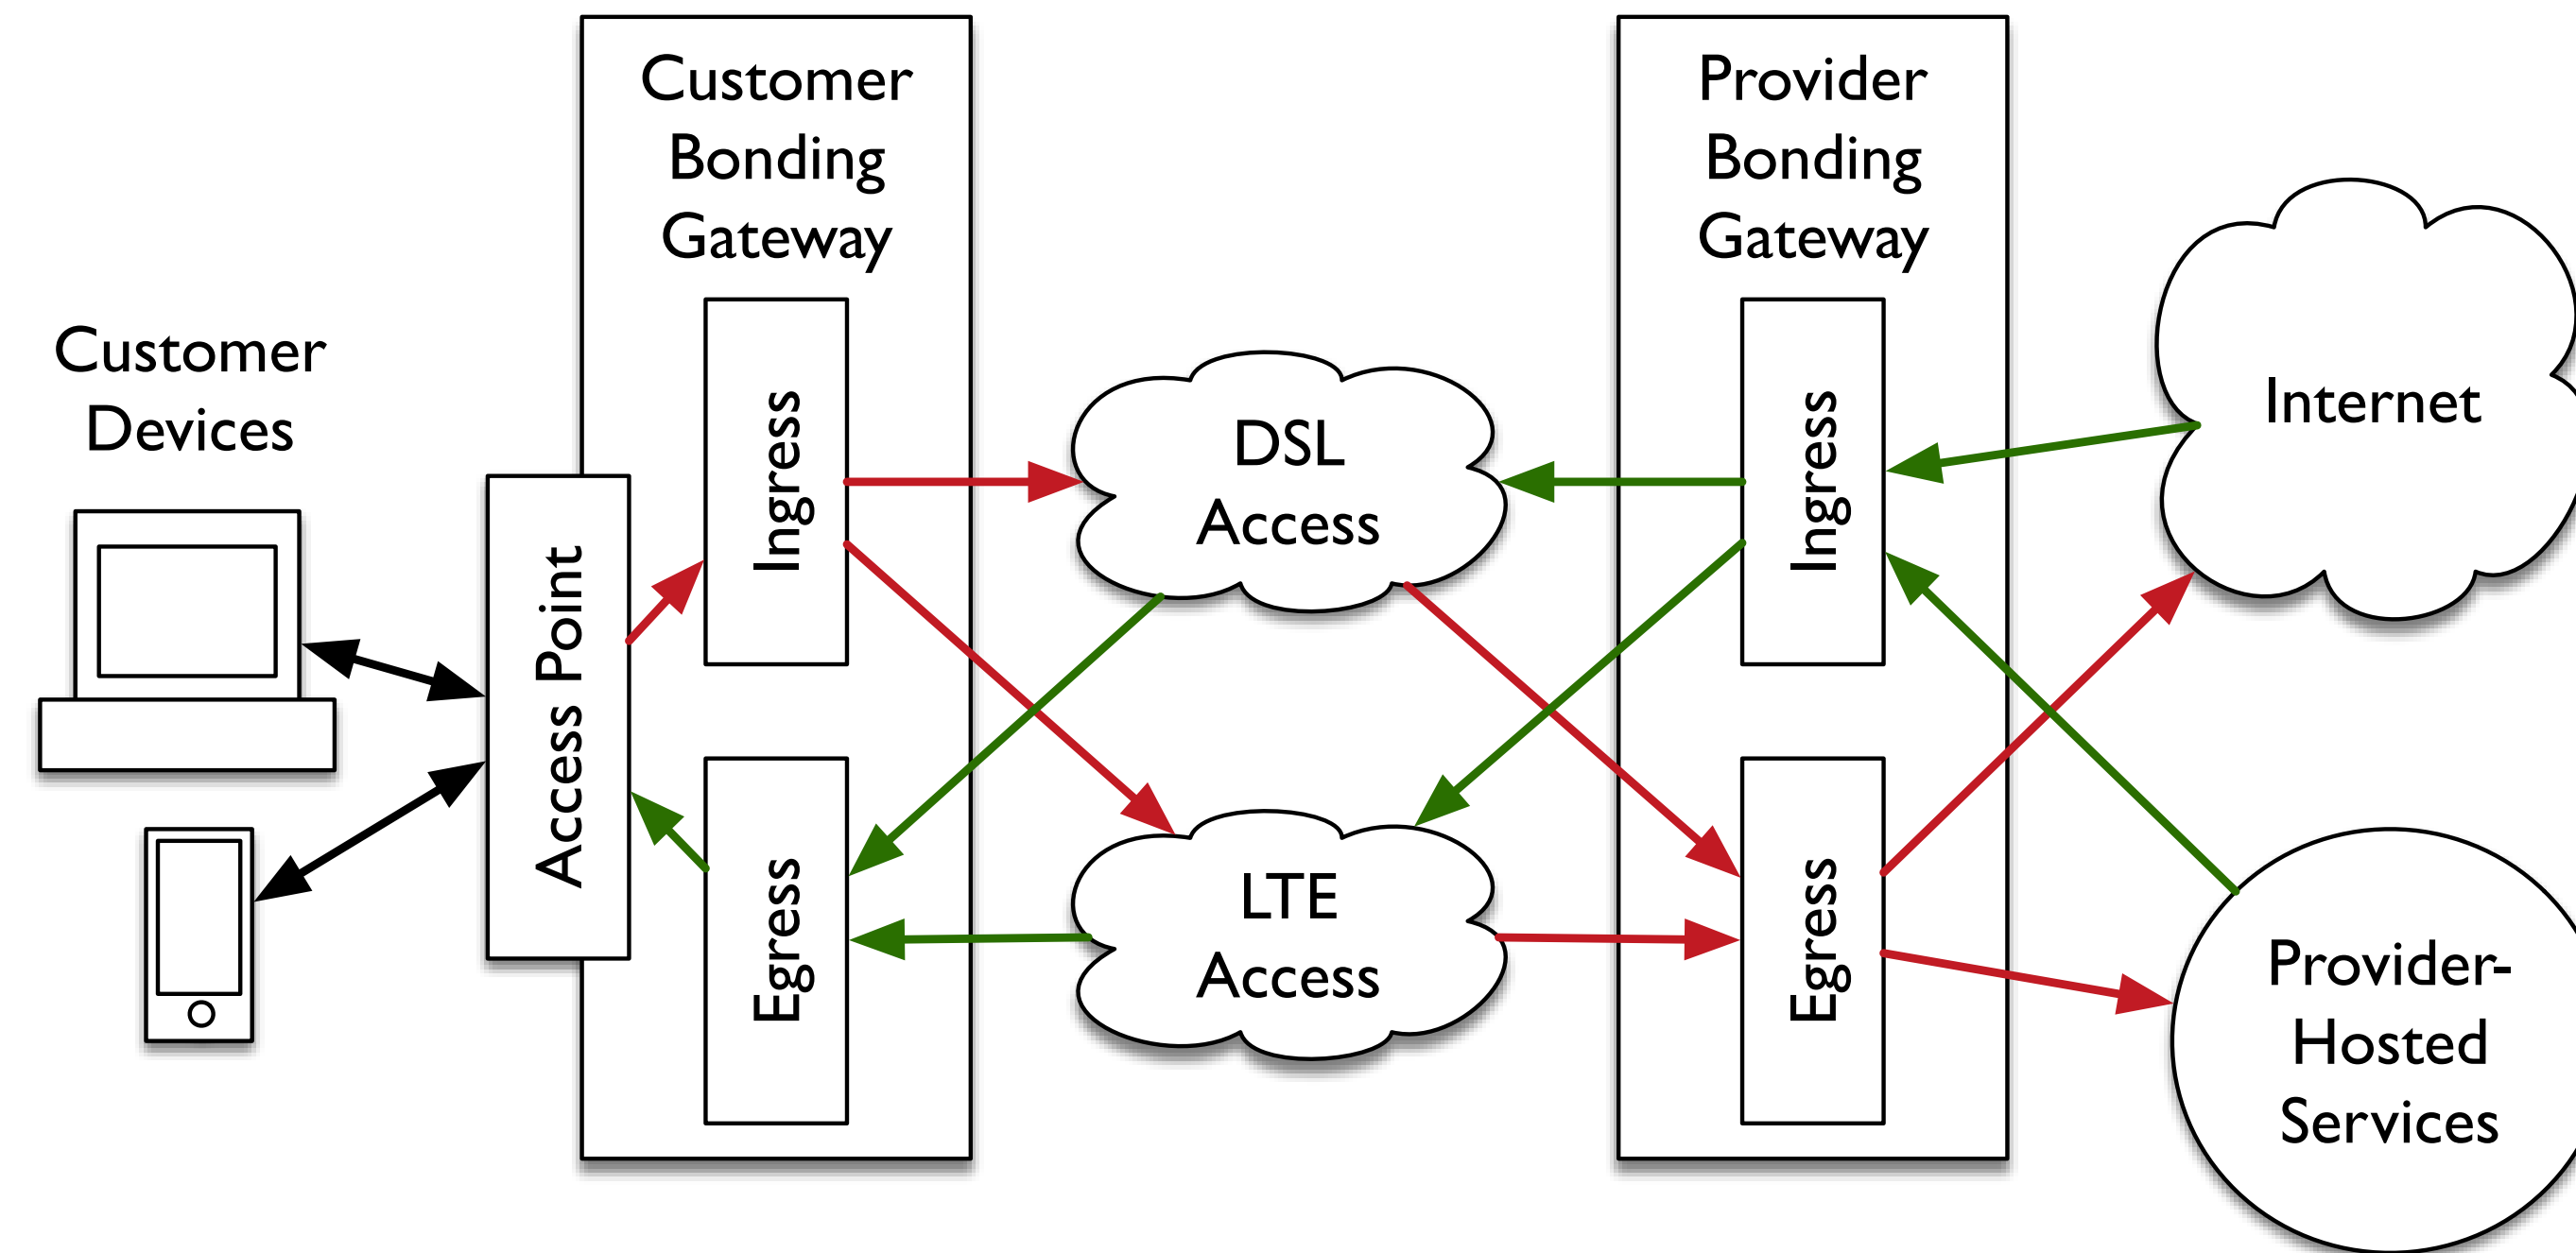 Customer
Bonding
Gateway
Provider
Bonding
Gateway
Customer
Devices
Access Point
Ingress
Egress
DSL
Access
LTE
Access
Ingress
Egress
Internet
Provider-
Hosted
Services